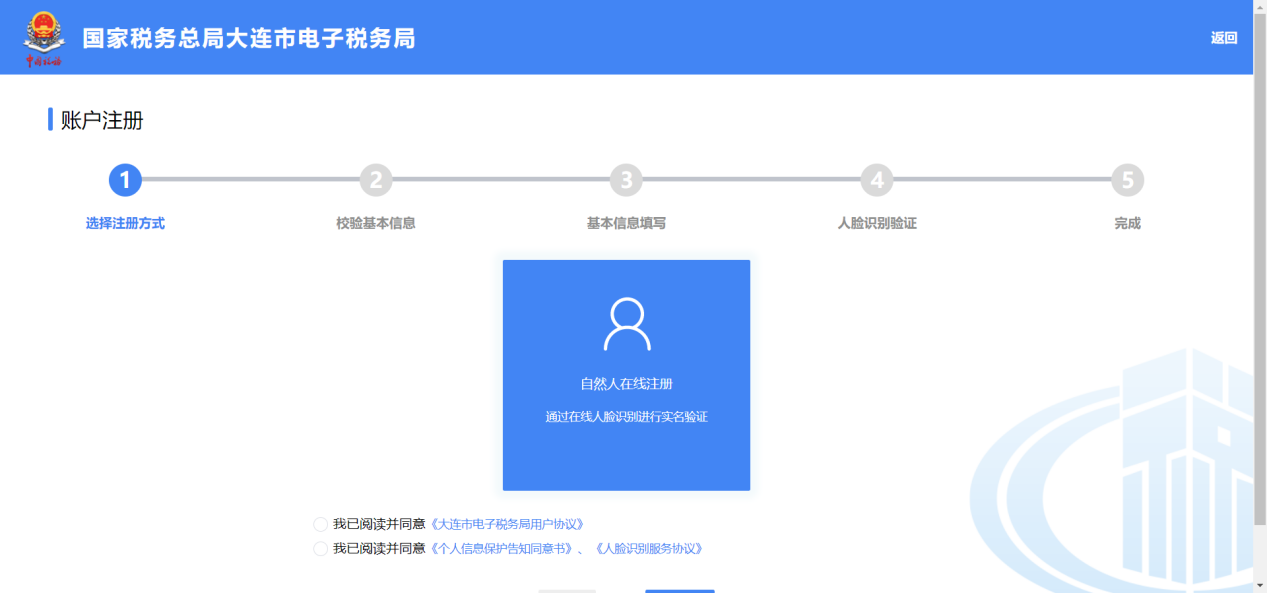 国家税务总局大连市电子税务局
返回
中国税务
账户注册
1 2 3 4 5
选择注册方式 校验基本信息 基本信息填写 人脸识别验证 完成
自然人在线注册
通过在线人脸识别进行实名验证
我已阅读并同意《大连市电子税务局用户协议》
我已阅读并同意《个人信息保护告知同意书》、《人脸识别服务协议》